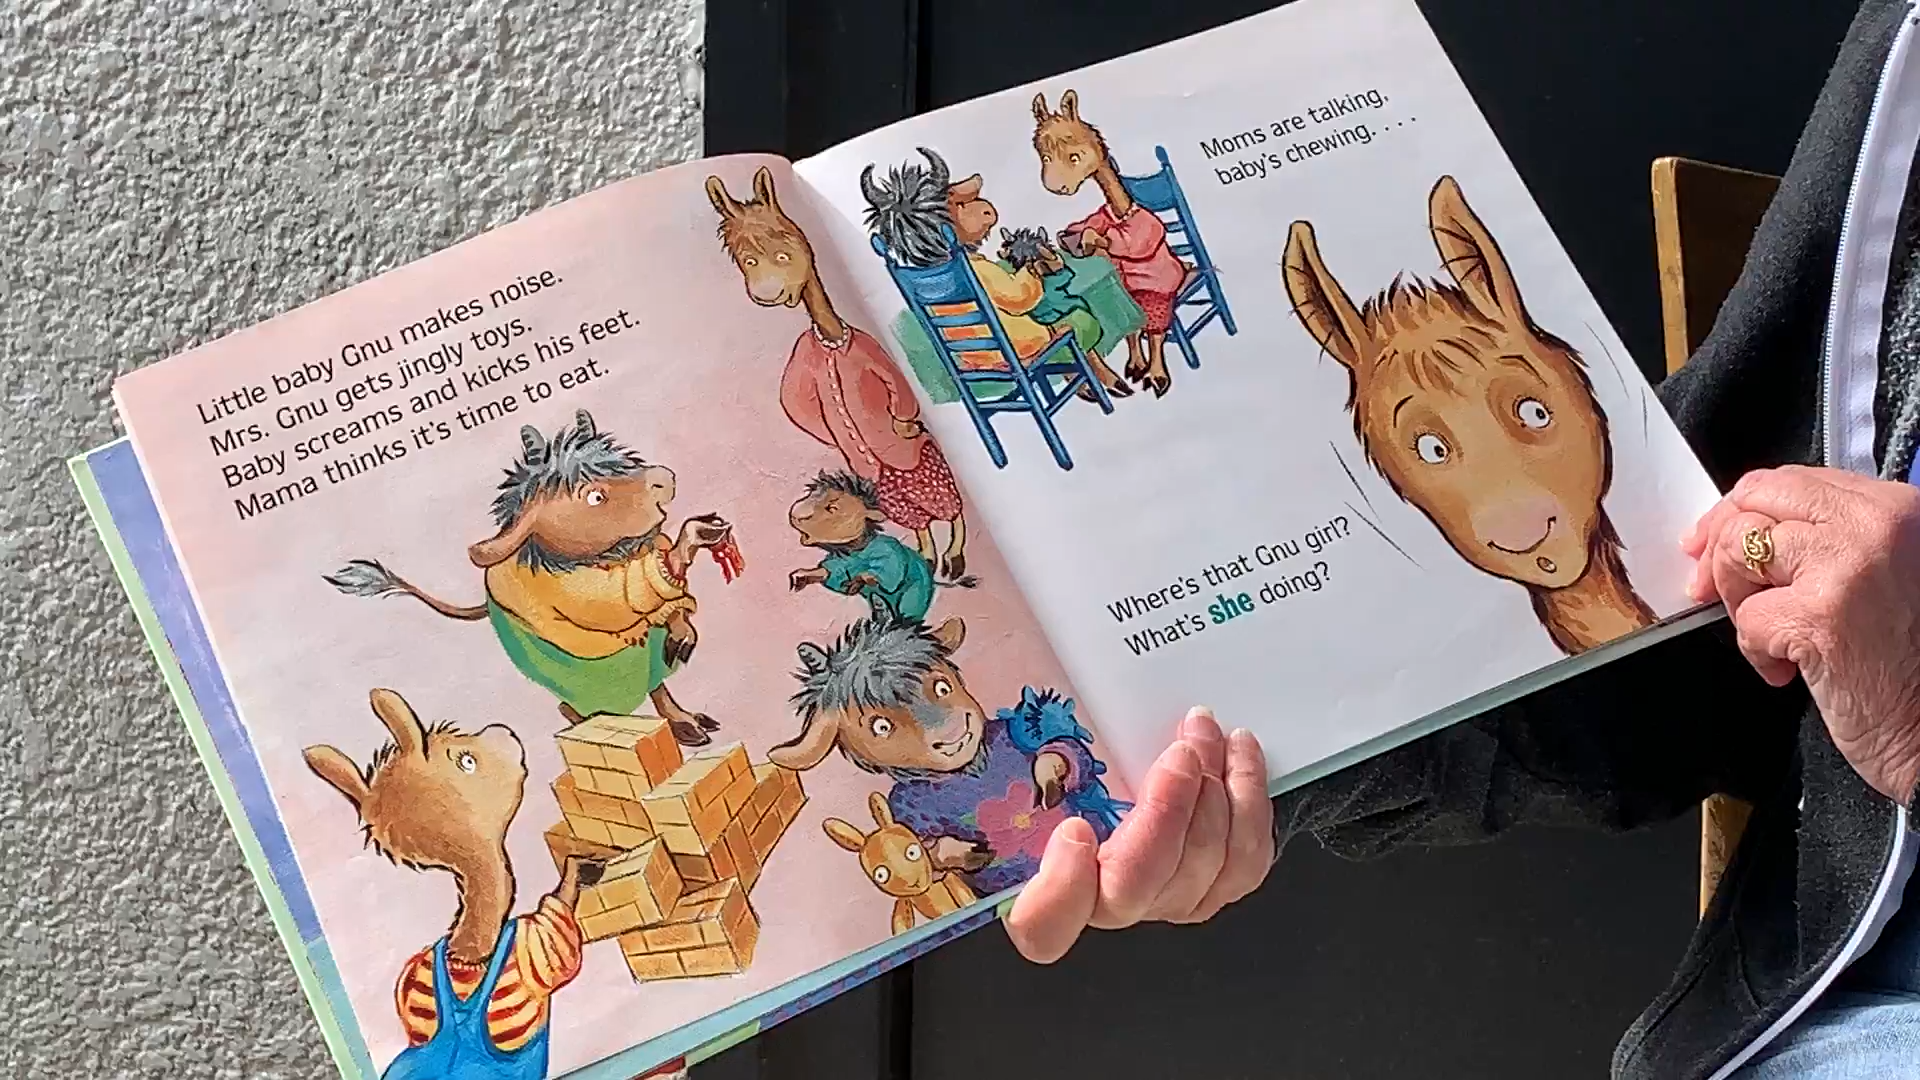 Little baby Gnu makes noise.
Mrs. Gnu gets jingly toys.
Baby screams and kicks his feet.
Mama thinks it's time to eat.
Moms are talking,
baby's chewing. . . .
Where's that Gnu girl?
What's she doing?